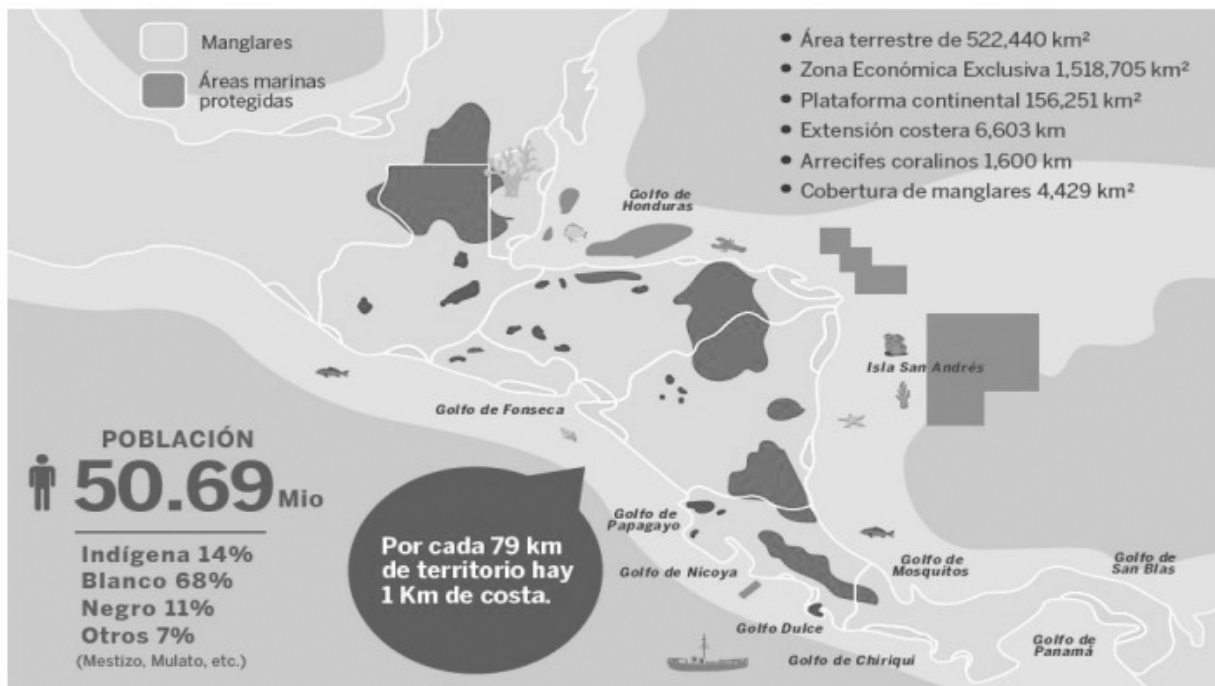 Manglares
Áreas marinas
protegidas
• Área terrestre de 522,440 km²
• Zona Económica Exclusiva 1,518,705 km²
• Plataforma continental 156,251 km²
• Extensión costera 6,603 km
• Arrecifes coralinos 1,600 km
• Cobertura de manglares 4,429 km²
Golfo de
Honduras
Isla San Andrés
Golfo de Fonseca
POBLACIÓN
50.69 Mio
Indígena 14%
Blanco 68%
Negro 11%
Otros 7%
(Mestizo, Mulato, etc.)
Por cada 79 km
de territorio hay
1 Km de costa.
Golfo de
Papagayo
Golfo de Nicoya
Golfo Dulce
Golfo de Chiriqui
Golfo de
Mosquitos
Golfo de
San Blas
Golfo de
Panamá